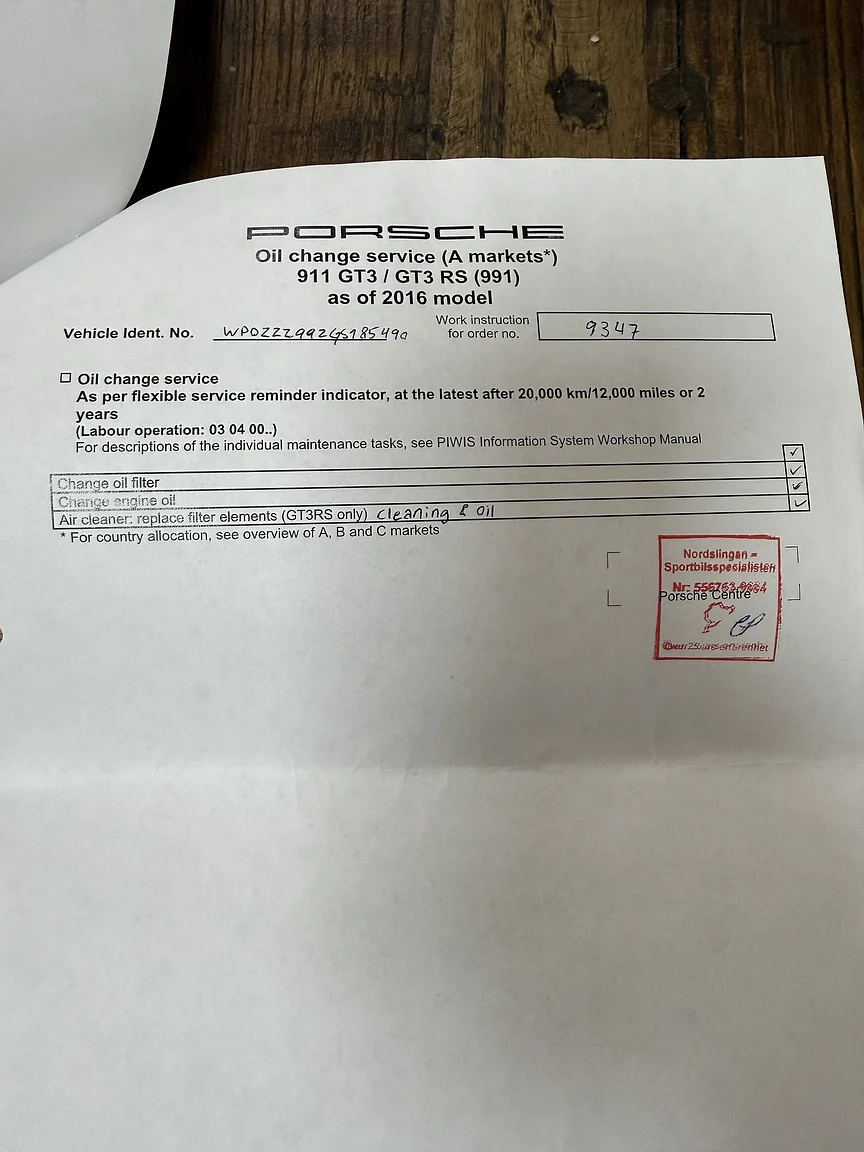 PORSCHE
Oil change service (A markets*)
911 GT3 / GT3 RS (991)
as of 2016 model
Vehicle Ident. No. WP0ZZZ99ZGS185490
Work instruction for order no. 9347
Oil change service
As per flexible service reminder indicator, at the latest after 20,000 km/12,000 miles or 2
years
(Labour operation: 03 04 00..)
For descriptions of the individual maintenance tasks, see PIWIS Information System Workshop Manual
Change oil filter
Change engine oil
Air cleaner: replace filter elements (GT3RS only) cleaning & oil
* For country allocation, see overview of A, B and C markets
Nordslingan -
Sportbilsspecialisten
Nr:
Porsche Centre